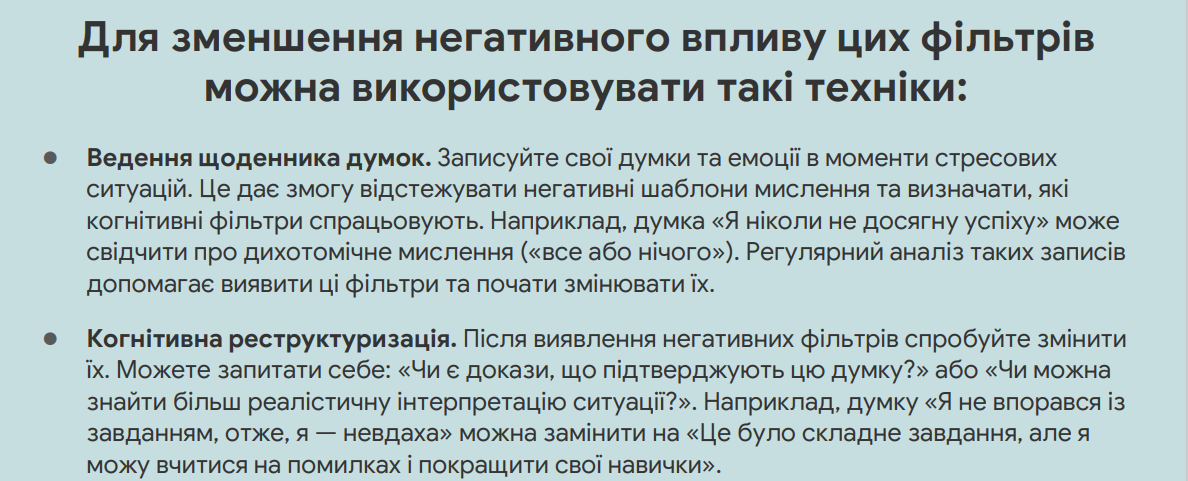 Для зменшення негативного впливу цих фільтрів
можна використовувати такі техніки:
● Ведення щоденника думок. Записуйте свої думки та емоції в моменти стресових
ситуацій. Це дає змогу відстежувати негативні шаблони мислення та визначати, які
когнітивні фільтри спрацьовують. Наприклад, думка «Я ніколи не досягну успіху» може
свідчити про дихотомічне мислення («все або нічого»). Регулярний аналіз таких записів
допомагає виявити ці фільтри та почати змінювати їх.
● Когнітивна реструктуризація. Після виявлення негативних фільтрів спробуйте змінити
їх. Можете запитати себе: «Чи є докази, що підтверджують цю думку?» або «Чи можна
знайти більш реалістичну інтерпретацію ситуації?». Наприклад, думку «Я не впорався із
завданням, отже, я — невдаха» можна замінити на «Це було складне завдання, але я
можу вчитися на помилках і покращити свої навички».